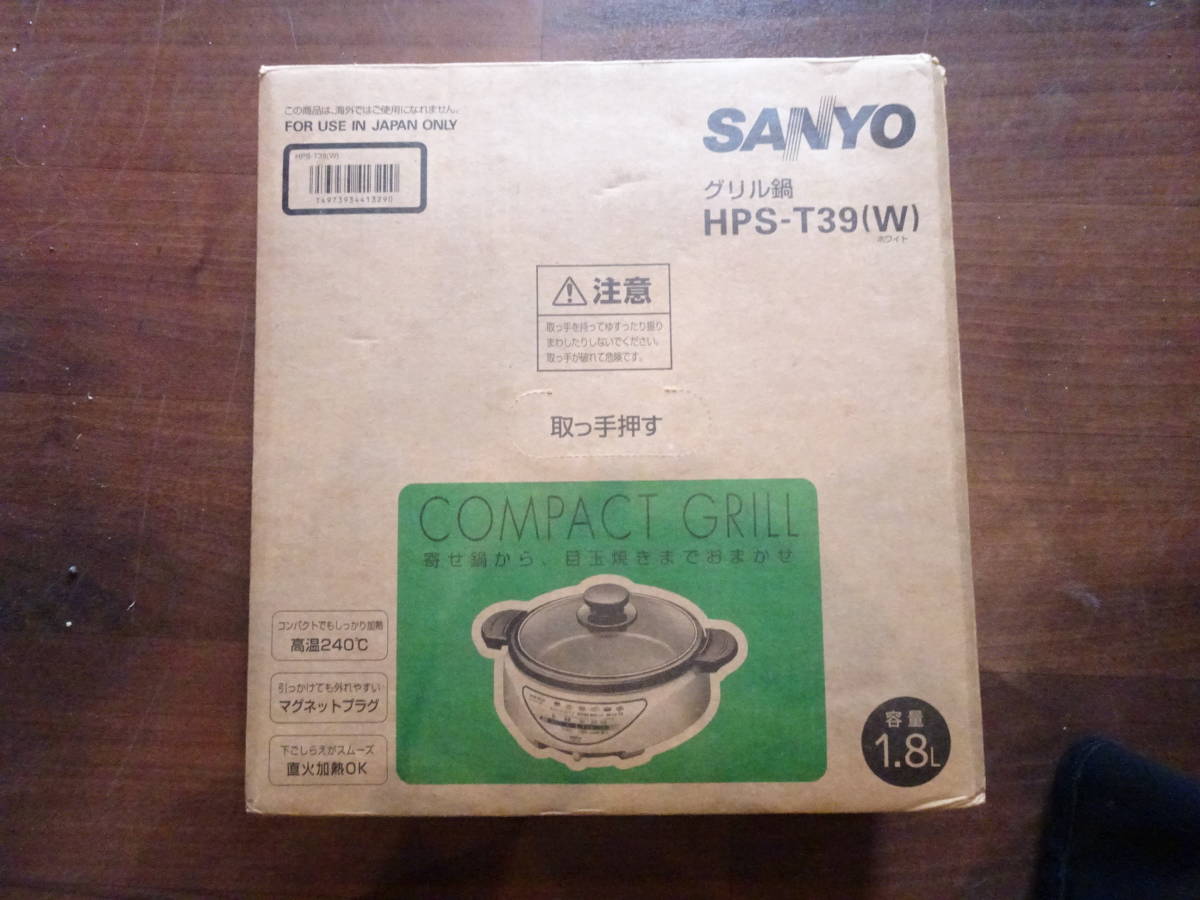 この商品は、海外ではご使用になれません。
FOR USE IN JAPAN ONLY
HPS-T39(W)
SANYO
グリル鍋
HPS-T39(W)
ホワイト
注意
取っ手を持ってゆすったり振り
まわしたりしないでください。
取っ手が破れて危険です。
取っ手押す
COMPACT GRILL
寄せ鍋から、目玉焼きまでおまかせ
コンパクトでもしっかり加熱
高温240℃
引っかけても外れやすい
マグネットプラグ
下ごしらえがスムーズ
直火加熱OK
容量
1.8L